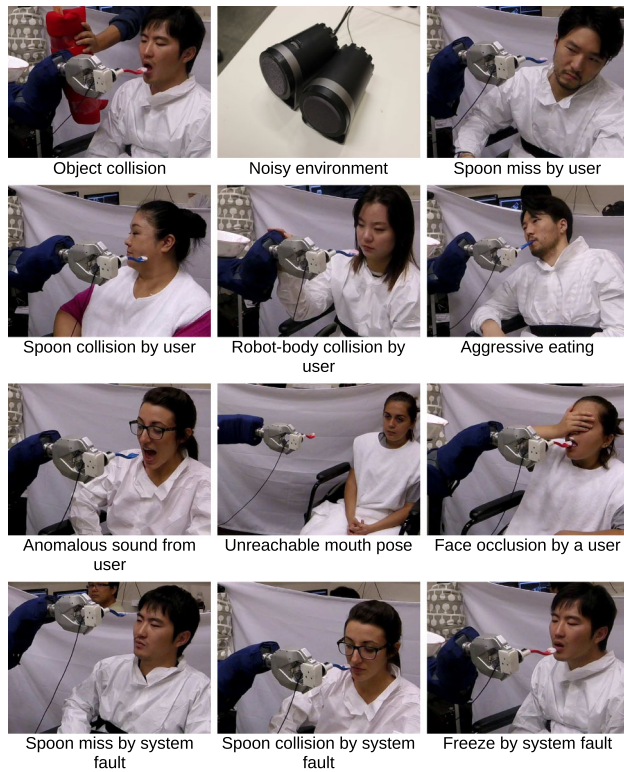 Object collision
Noisy environment
Spoon miss by user
Spoon collision by user
Robot-body collision by
user
Aggressive eating
Anomalous sound from
user
Unreachable mouth pose
Face occlusion by a user
Spoon miss by system
fault
Spoon collision by system
fault
Freeze by system fault